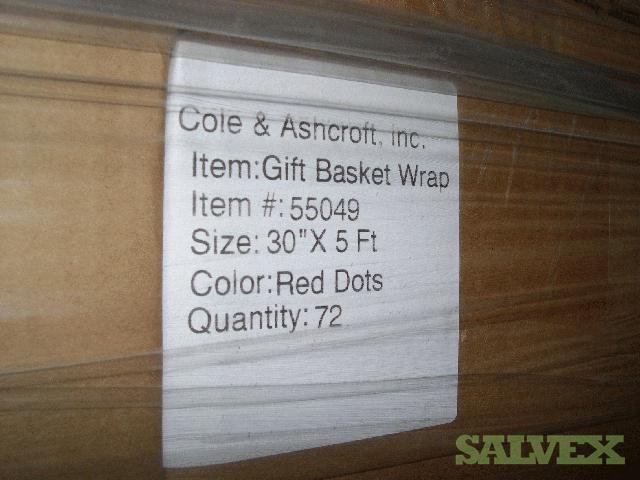 Cole & Ashcroft, inc.
Item:Gift Basket Wrap
Item #: 55049
Size: 30"X 5 Ft
Color:Red Dots
Quantity: 72
SALVEX